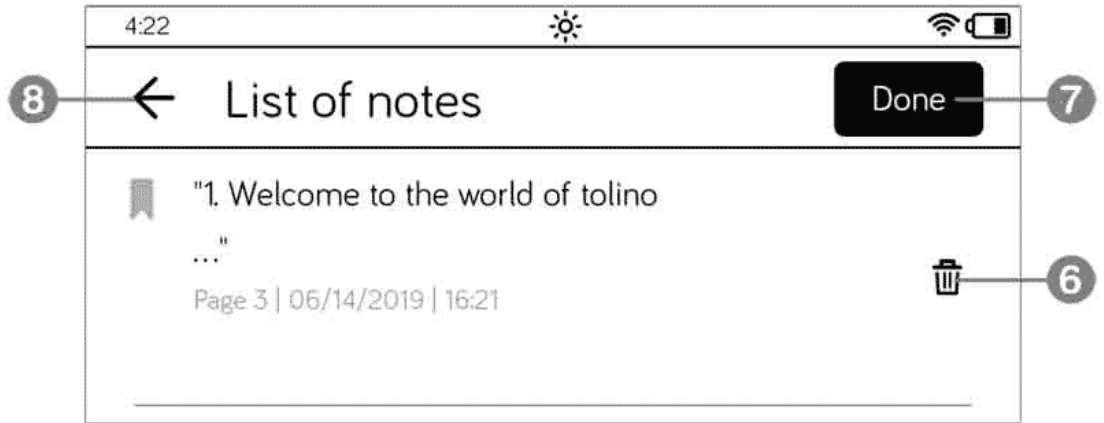 4:22
8
List of notes
Done
7
"1. Welcome to the world of tolino
..."
Page 3 | 06/14/2019 | 16:21
6